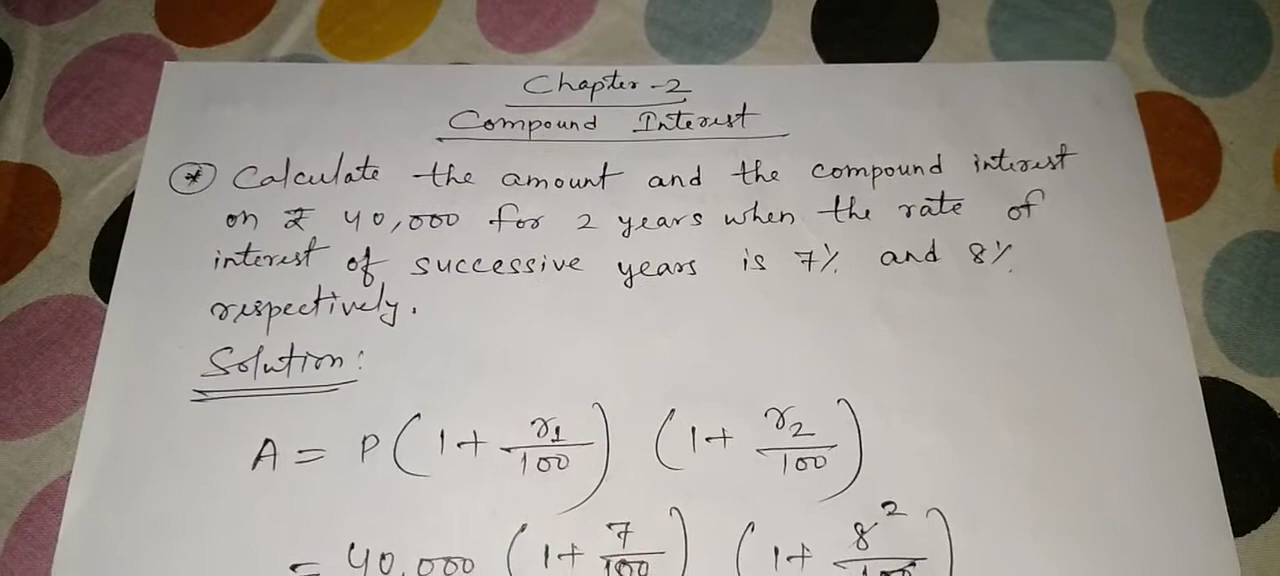 Chapter-2
Compound Interest
* Calculate the amount and the compound interest
on ₹ 40,000 for 2 years when the rate of
interest of successive years is 7% and 8%
respectively.
Solution:
A = P(1+ r1/100) (1+ r2/100)
= 40,000 (1+ 7/100) (1+ 8 2/100)